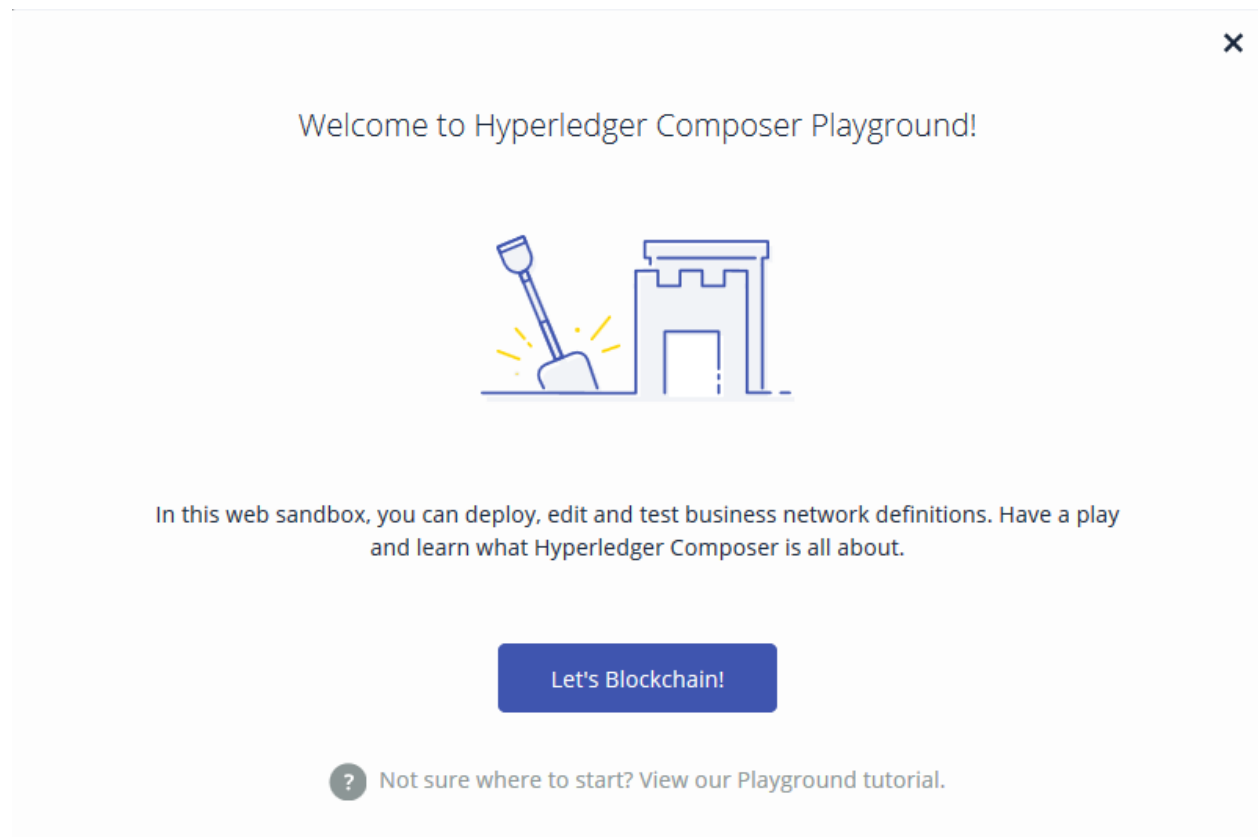 Welcome to Hyperledger Composer Playground!
In this web sandbox, you can deploy, edit and test business network definitions. Have a play
and learn what Hyperledger Composer is all about.
Let's Blockchain!
? Not sure where to start? View our Playground tutorial.